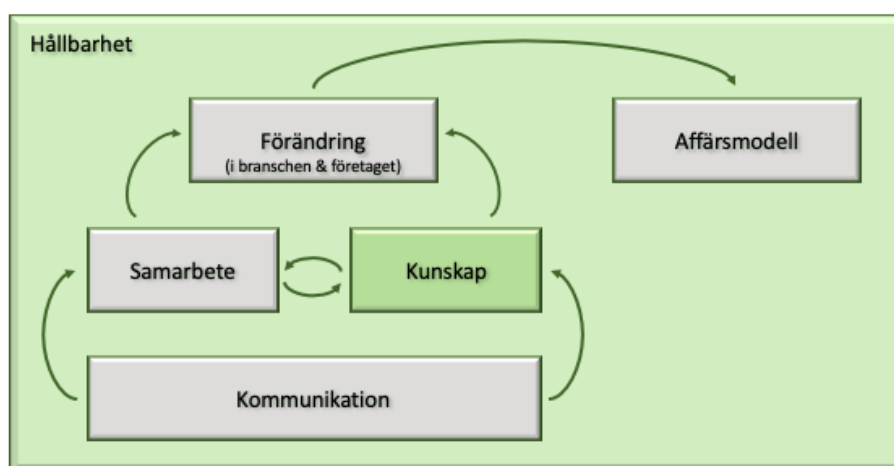 Hållbarhet
Förändring
(i branschen & företaget)
Affärsmodell
Samarbete
Kunskap
Kommunikation